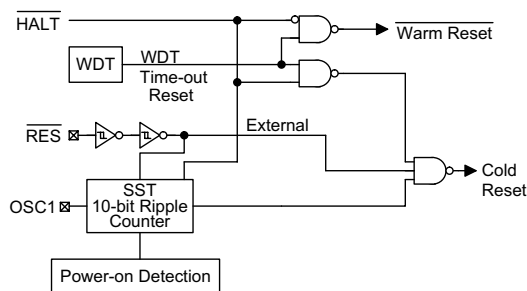 HALT
Warm Reset
WDT
WDT
Time-out
Reset
RES
External
Cold
Reset
OSC1
SST
10-bit Ripple
Counter
Power-on Detection